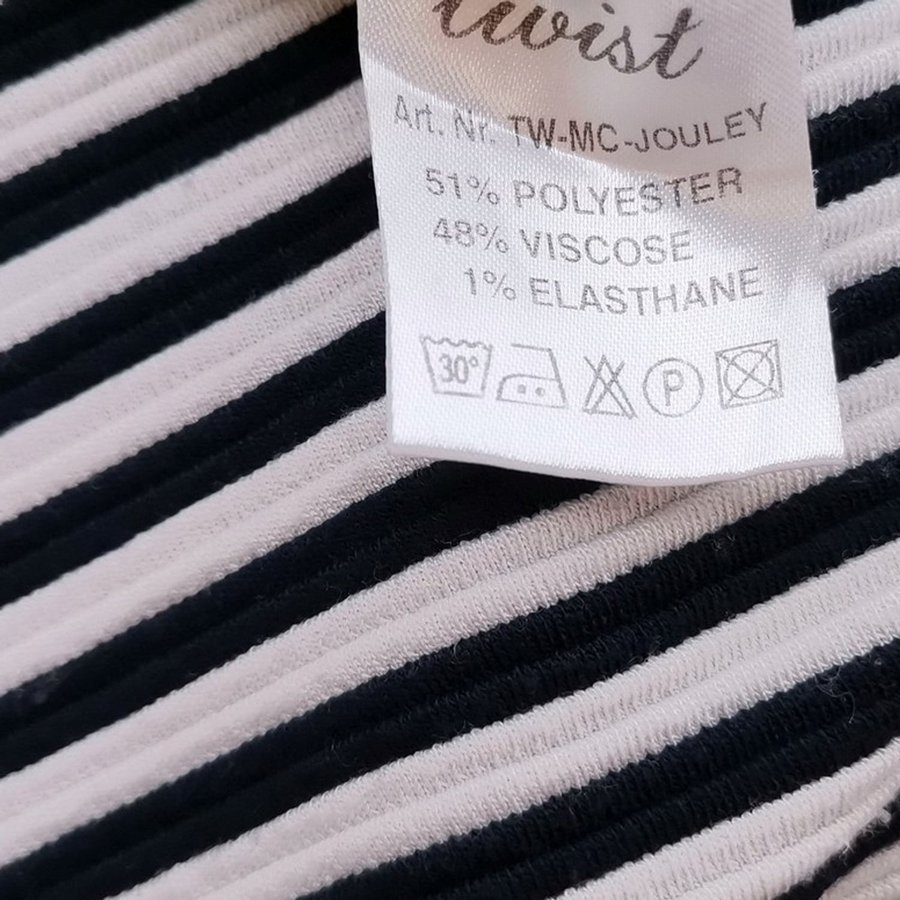 twist
Art. Nr. TW-MC-JOULEY
51% POLYESTER
48% VISCOSE
1% ELASTHANE
30° P